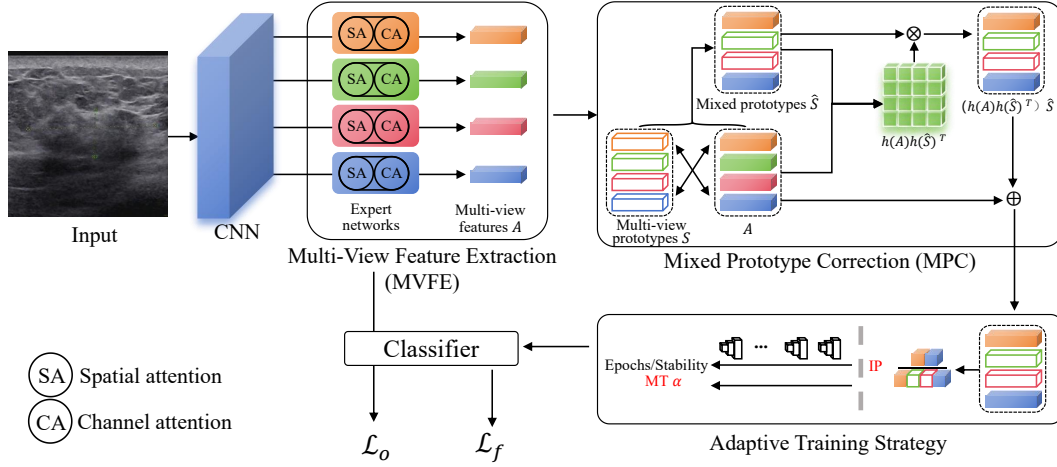 SA CA
SA CA
SA CA
SA CA
Input
CNN
Expert
networks
Multi-view
features A
Multi-View Feature Extraction
(MVFE)
Mixed prototypes Ŝ
⊗
h(A)h(Ŝ)ᵀ
(h(A)h(Ŝ)ᵀ) Ŝ
⊕
Multi-view
prototypes S
A
Mixed Prototype Correction (MPC)
Classifier
ℒₒ
ℒf
SA Spatial attention
CA Channel attention
...
Epochs/Stability
MT α
IP
Adaptive Training Strategy